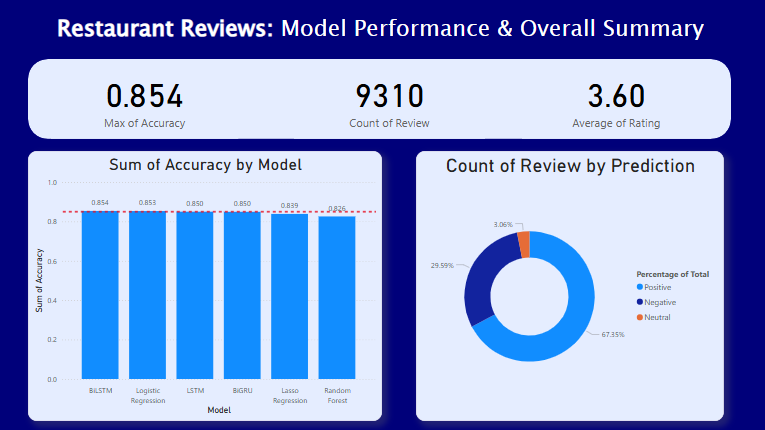 Restaurant Reviews: Model Performance & Overall Summary
0.854
Max of Accuracy
9310
Count of Review
3.60
Average of Rating
Sum of Accuracy by Model
Sum of Accuracy
1.0
0.8
0.6
0.4
0.2
0.0
0.854
0.853
0.850
0.850
0.839
0.826
BiLSTM
Logistic
Regression
LSTM
BiGRU
Lasso
Regression
Random
Forest
Model
Count of Review by Prediction
3.06%
29.59%
67.35%
Percentage of Total
Positive
Negative
Neutral